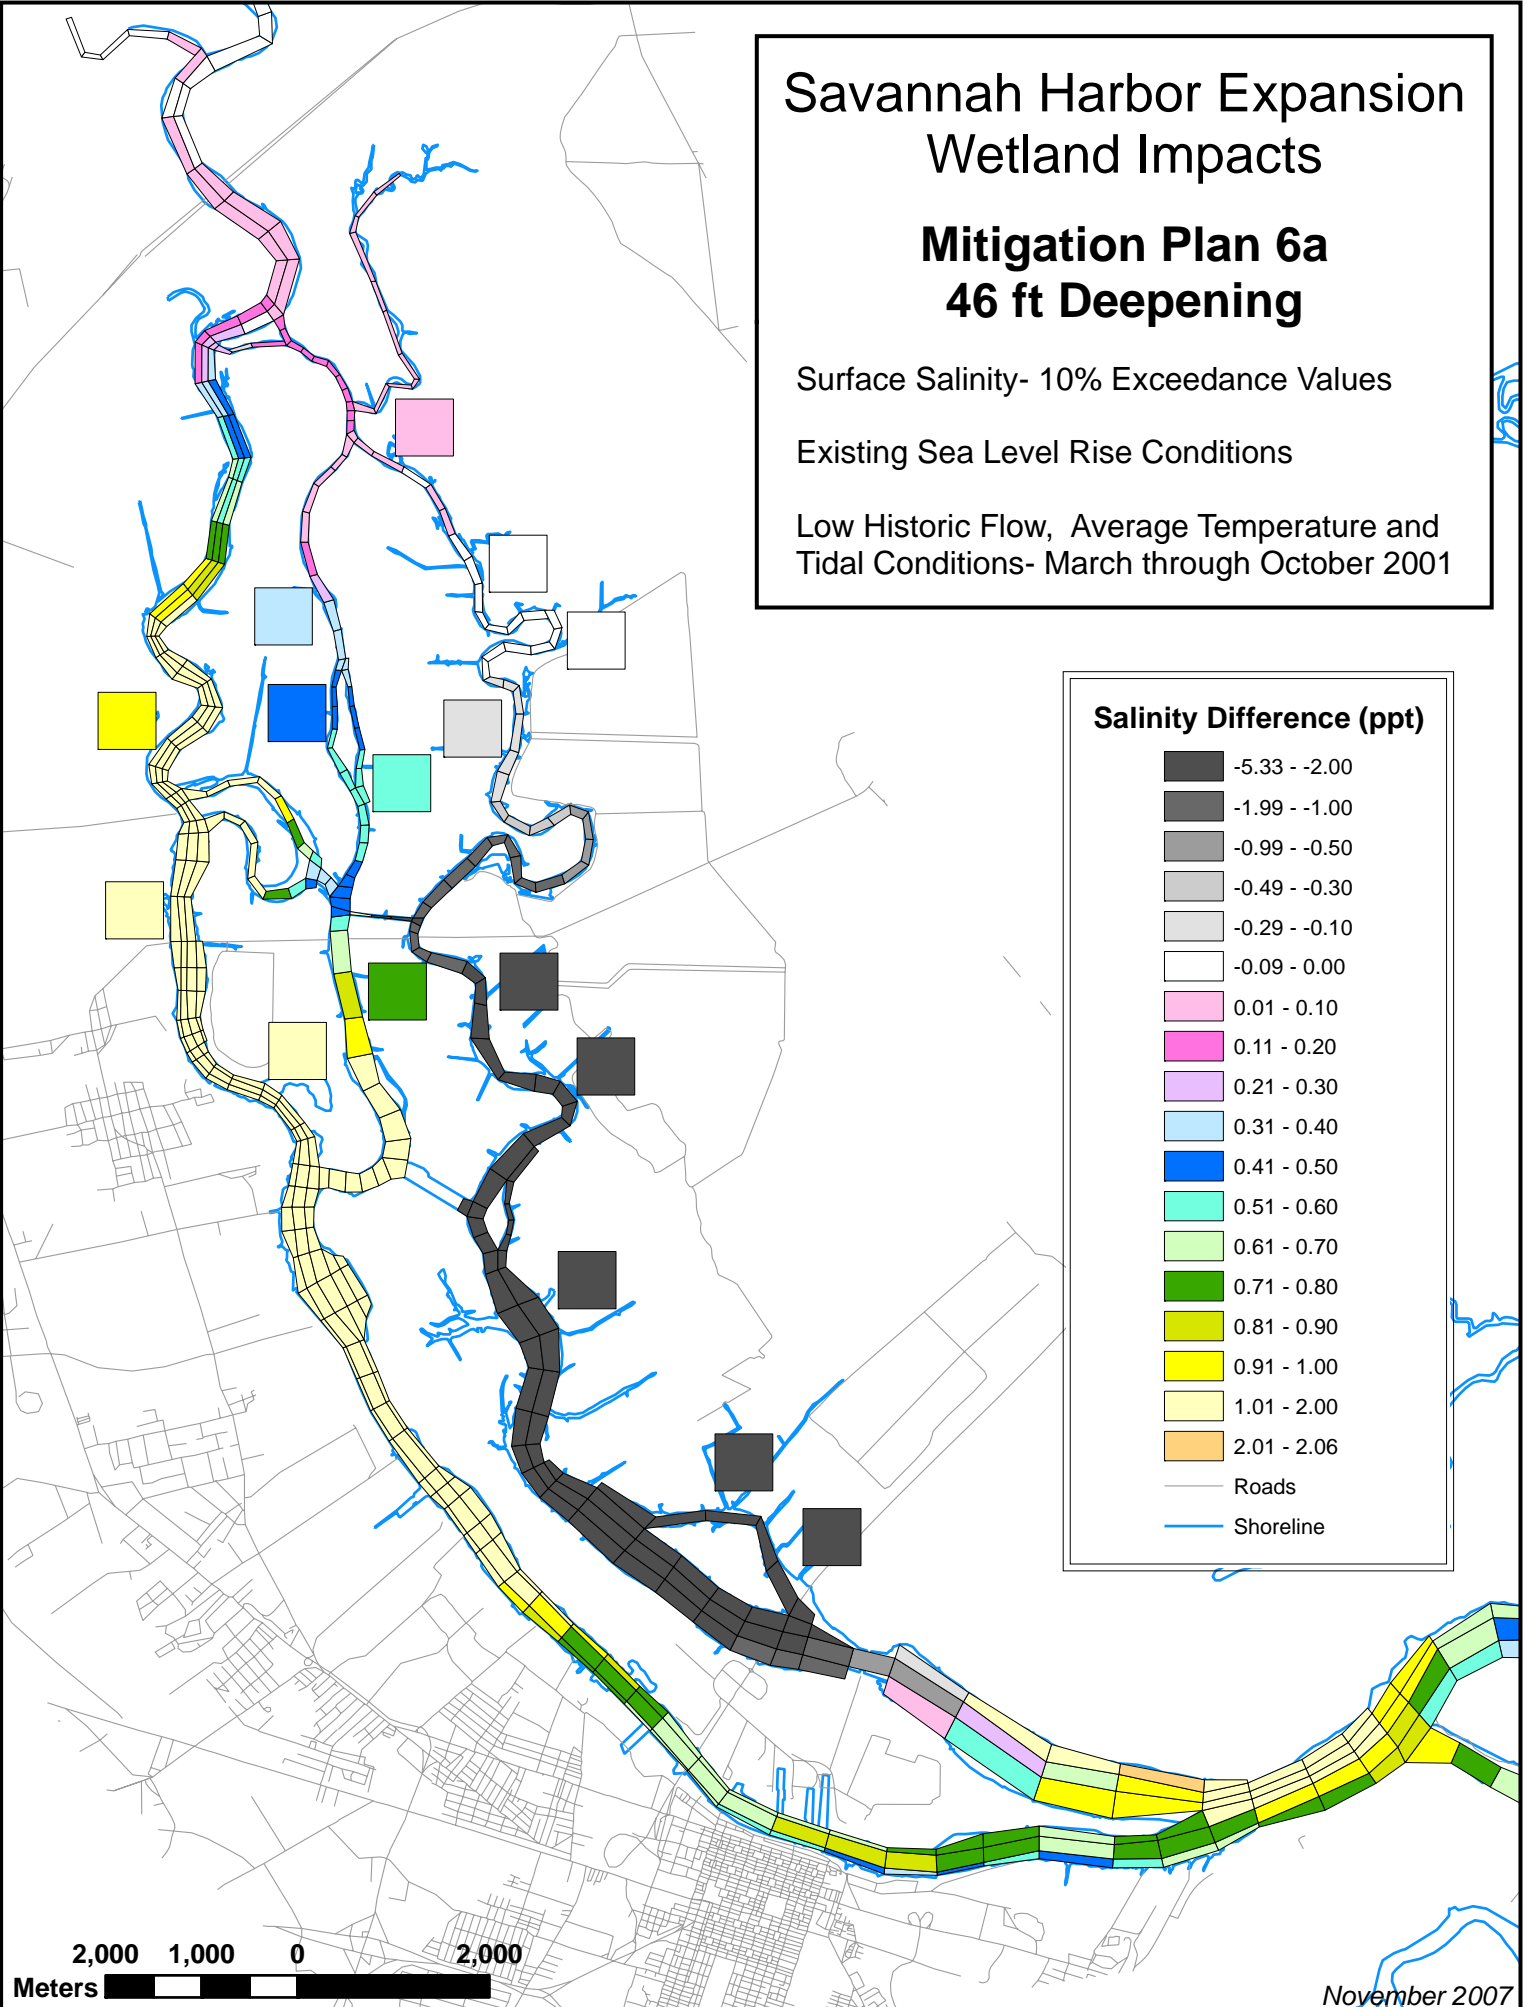 Savannah Harbor Expansion
Wetland Impacts
Mitigation Plan 6a
46 ft Deepening
Surface Salinity- 10% Exceedance Values
Existing Sea Level Rise Conditions
Low Historic Flow, Average Temperature and
Tidal Conditions- March through October 2001
Salinity Difference (ppt)
-5.33 - -2.00
-1.99 - -1.00
-0.99 - -0.50
-0.49 - -0.30
-0.29 - -0.10
-0.09 - 0.00
0.01 - 0.10
0.11 - 0.20
0.21 - 0.30
0.31 - 0.40
0.41 - 0.50
0.51 - 0.60
0.61 - 0.70
0.71 - 0.80
0.81 - 0.90
0.91 - 1.00
1.01 - 2.00
2.01 - 2.06
Roads
Shoreline
2,000 1,000 0 2,000
Meters
November 2007